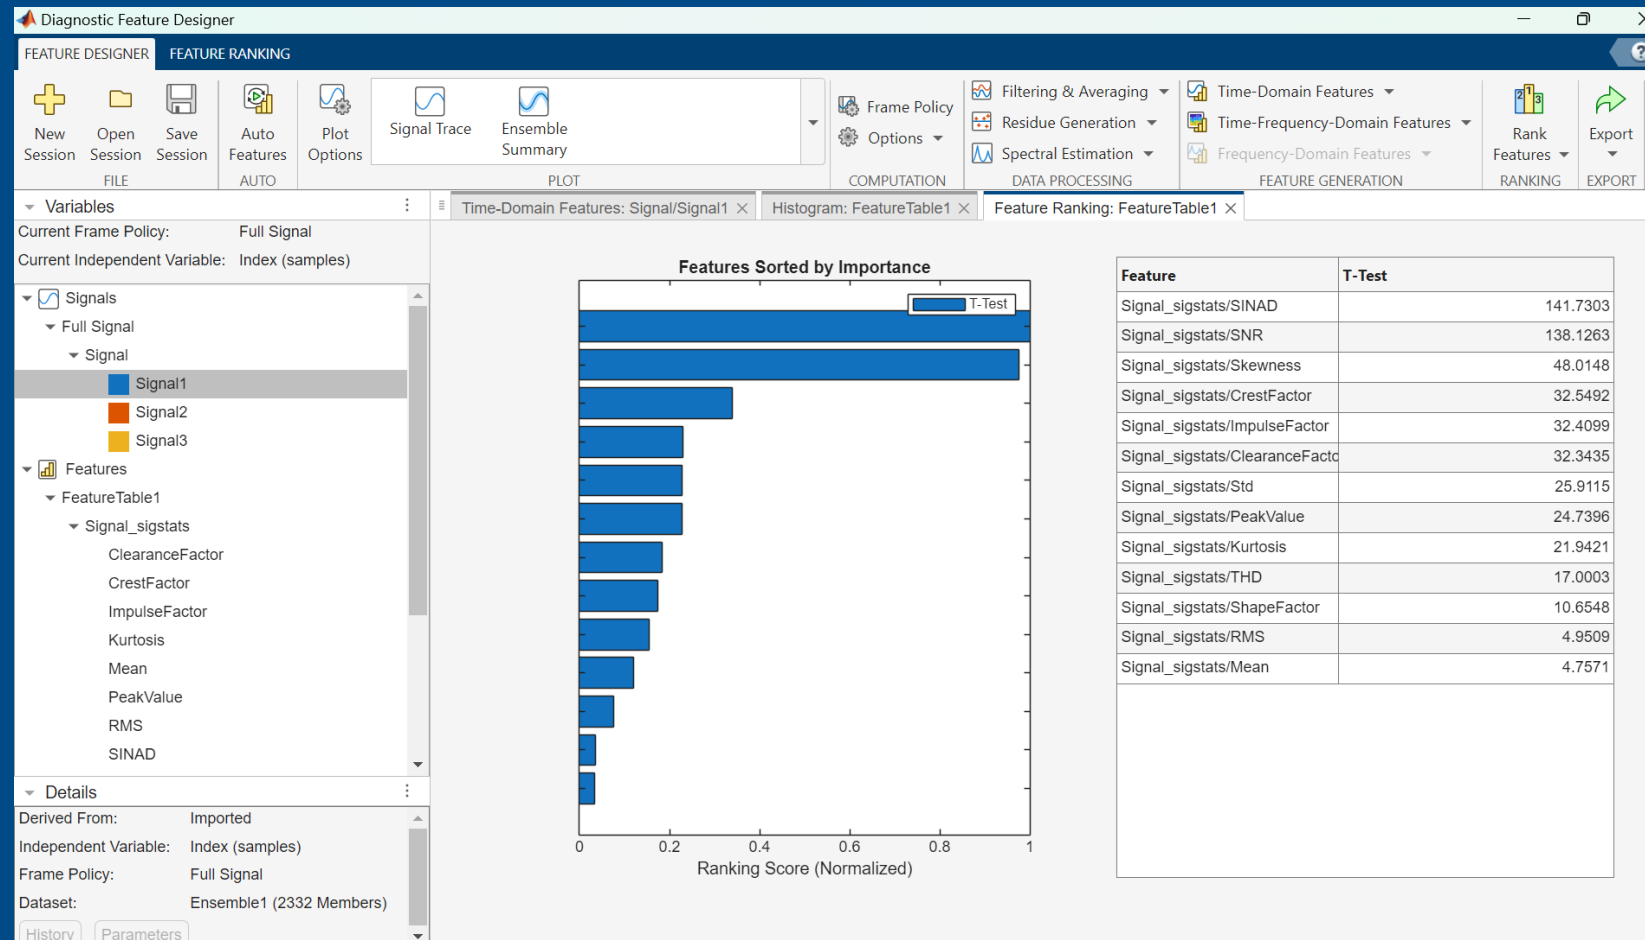 Diagnostic Feature Designer
FEATURE DESIGNER
FEATURE RANKING
New Session
Open Session
Save Session
FILE
Auto Features
AUTO
Plot Options
Signal Trace
Ensemble Summary
PLOT
Frame Policy
Options
COMPUTATION
Filtering & Averaging
Residue Generation
Spectral Estimation
DATA PROCESSING
Time-Domain Features
Time-Frequency-Domain Features
Frequency-Domain Features
FEATURE GENERATION
Rank Features
RANKING
Export
EXPORT
Variables
Current Frame Policy: Full Signal
Current Independent Variable: Index (samples)
Signals
Full Signal
Signal
Signal1
Signal2
Signal3
Features
FeatureTable1
Signal_sigstats
ClearanceFactor
CrestFactor
ImpulseFactor
Kurtosis
Mean
PeakValue
RMS
SINAD
Details
Derived From: Imported
Independent Variable: Index (samples)
Frame Policy: Full Signal
Dataset: Ensemble1 (2332 Members)
History
Parameters
Time-Domain Features: Signal/Signal1
Histogram: FeatureTable1
Feature Ranking: FeatureTable1
Features Sorted by Importance
T-Test
0 0.2 0.4 0.6 0.8 1
Ranking Score (Normalized)
Feature T-Test
Signal_sigstats/SINAD 141.7303
Signal_sigstats/SNR 138.1263
Signal_sigstats/Skewness 48.0148
Signal_sigstats/CrestFactor 32.5492
Signal_sigstats/ImpulseFactor 32.4099
Signal_sigstats/ClearanceFacto 32.3435
Signal_sigstats/Std 25.9115
Signal_sigstats/PeakValue 24.7396
Signal_sigstats/Kurtosis 21.9421
Signal_sigstats/THD 17.0003
Signal_sigstats/ShapeFactor 10.6548
Signal_sigstats/RMS 4.9509
Signal_sigstats/Mean 4.7571